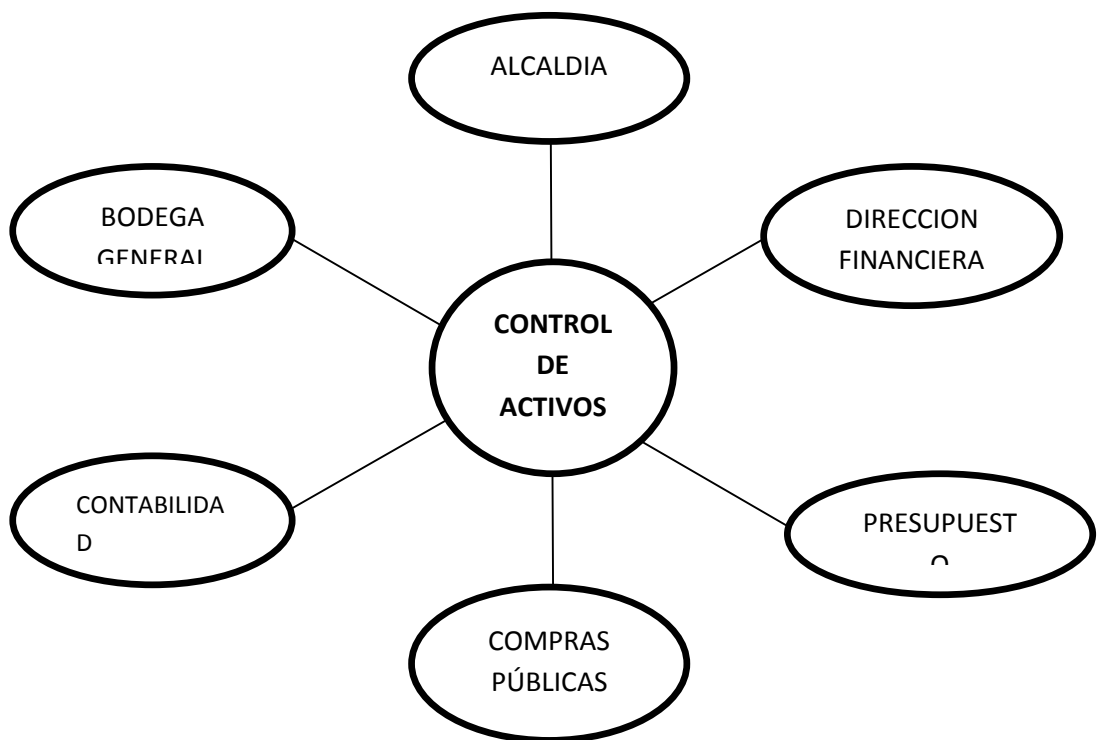 ALCALDIA
BODEGA
GENERAL
DIRECCION
FINANCIERA
CONTROL
DE
ACTIVOS
CONTABILIDA
D
PRESUPUEST
O
COMPRAS
PÚBLICAS